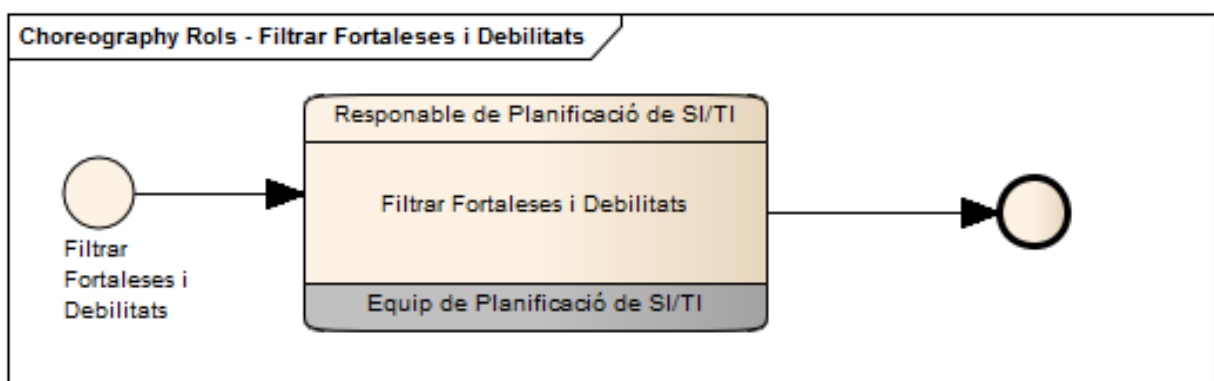 Choreography Rols - Filtrar Fortaleses i Debilitats
Responable de Planificació de SI/TI
Filtrar Fortaleses i Debilitats
Equip de Planificació de SI/TI
Filtrar
Fortaleses i
Debilitats